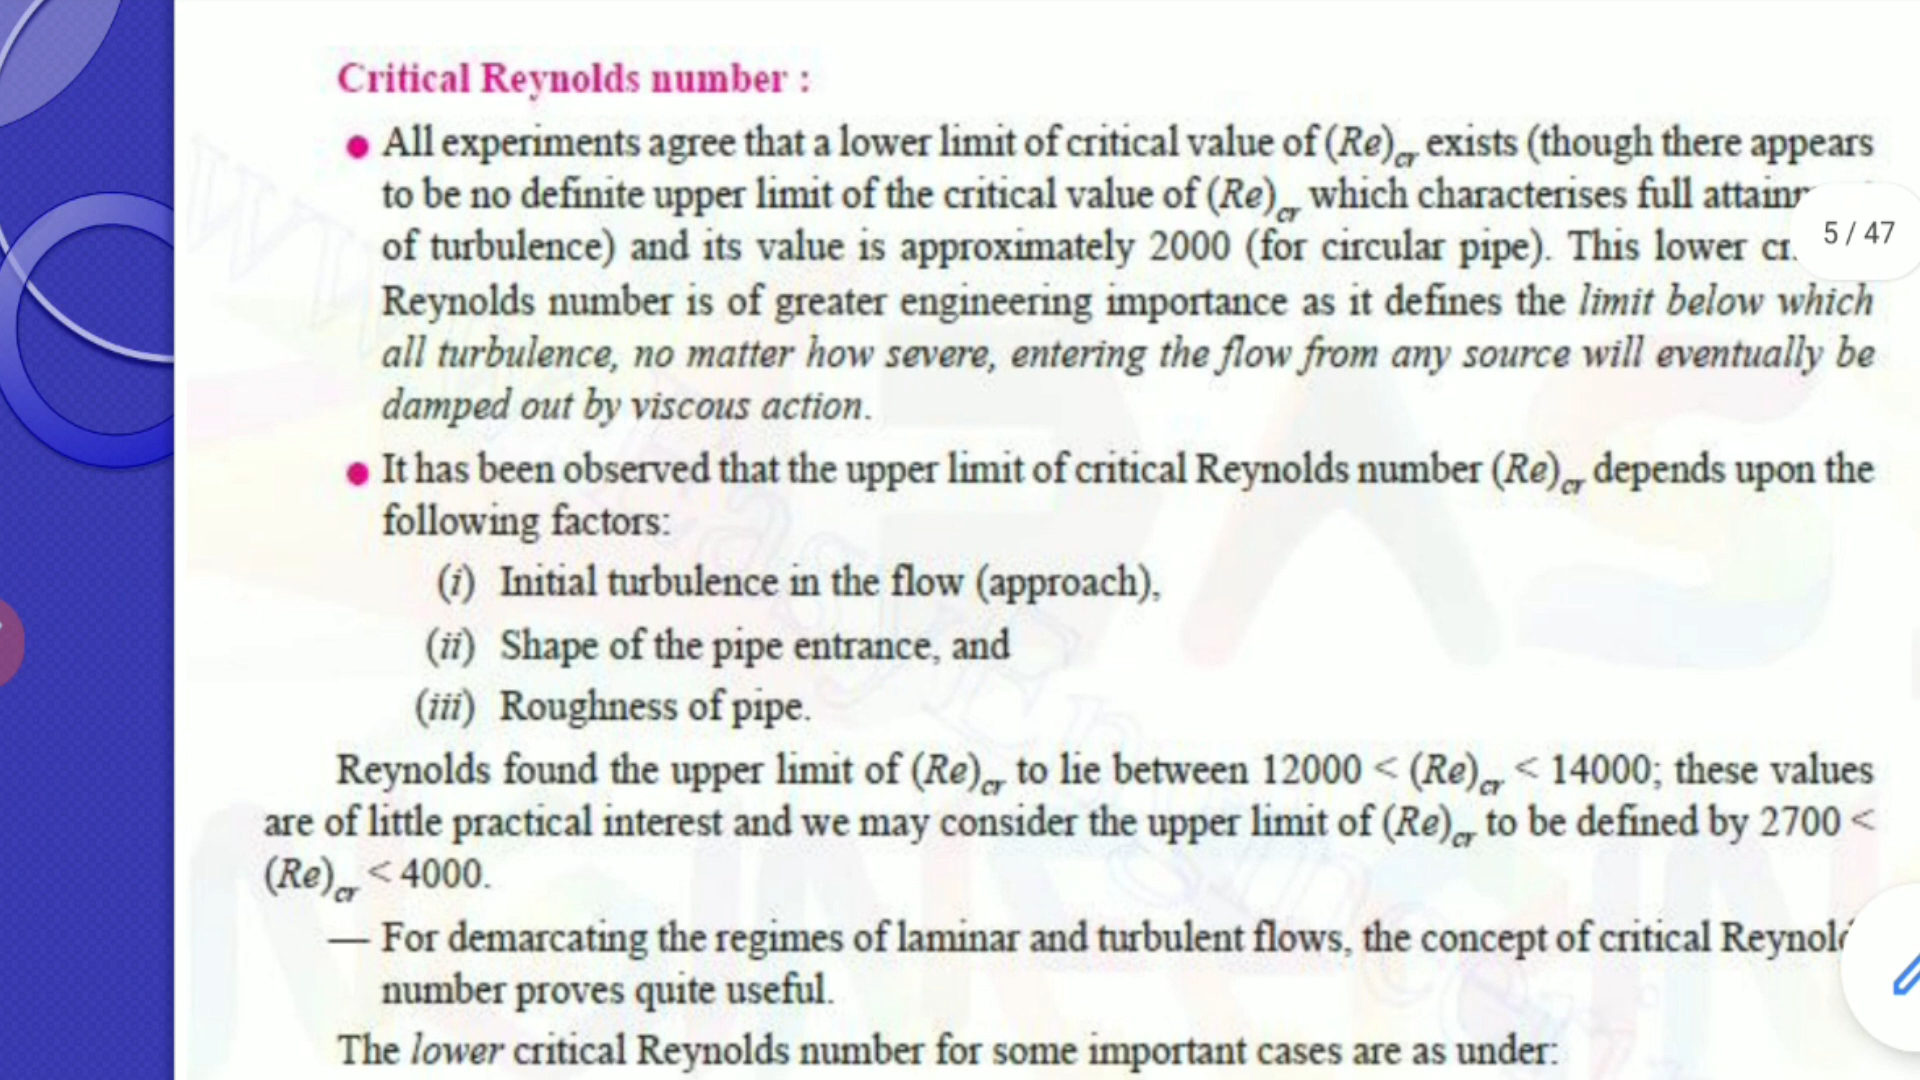 Critical Reynolds number :
• All experiments agree that a lower limit of critical value of (Re)cr exists (though there appears
to be no definite upper limit of the critical value of (Re)cr which characterises full
of turbulence) and its value is approximately 2000 (for circular pipe). This lower
5 / 47
Reynolds number is of greater engineering importance as it defines the limit below which
all turbulence, no matter how severe, entering the flow from any source will eventually be
damped out by viscous action.
• It has been observed that the upper limit of critical Reynolds number (Re)cr depends upon the
following factors:
(i) Initial turbulence in the flow (approach),
(ii) Shape of the pipe entrance, and
(iii) Roughness of pipe.
Reynolds found the upper limit of (Re)cr to lie between 12000 < (Re)cr < 14000; these values
are of little practical interest and we may consider the upper limit of (Re)cr to be defined by 2700 <
(Re)cr < 4000.
— For demarcating the regimes of laminar and turbulent flows, the concept of critical Reynold
number proves quite useful.
The lower critical Reynolds number for some important cases are as under: